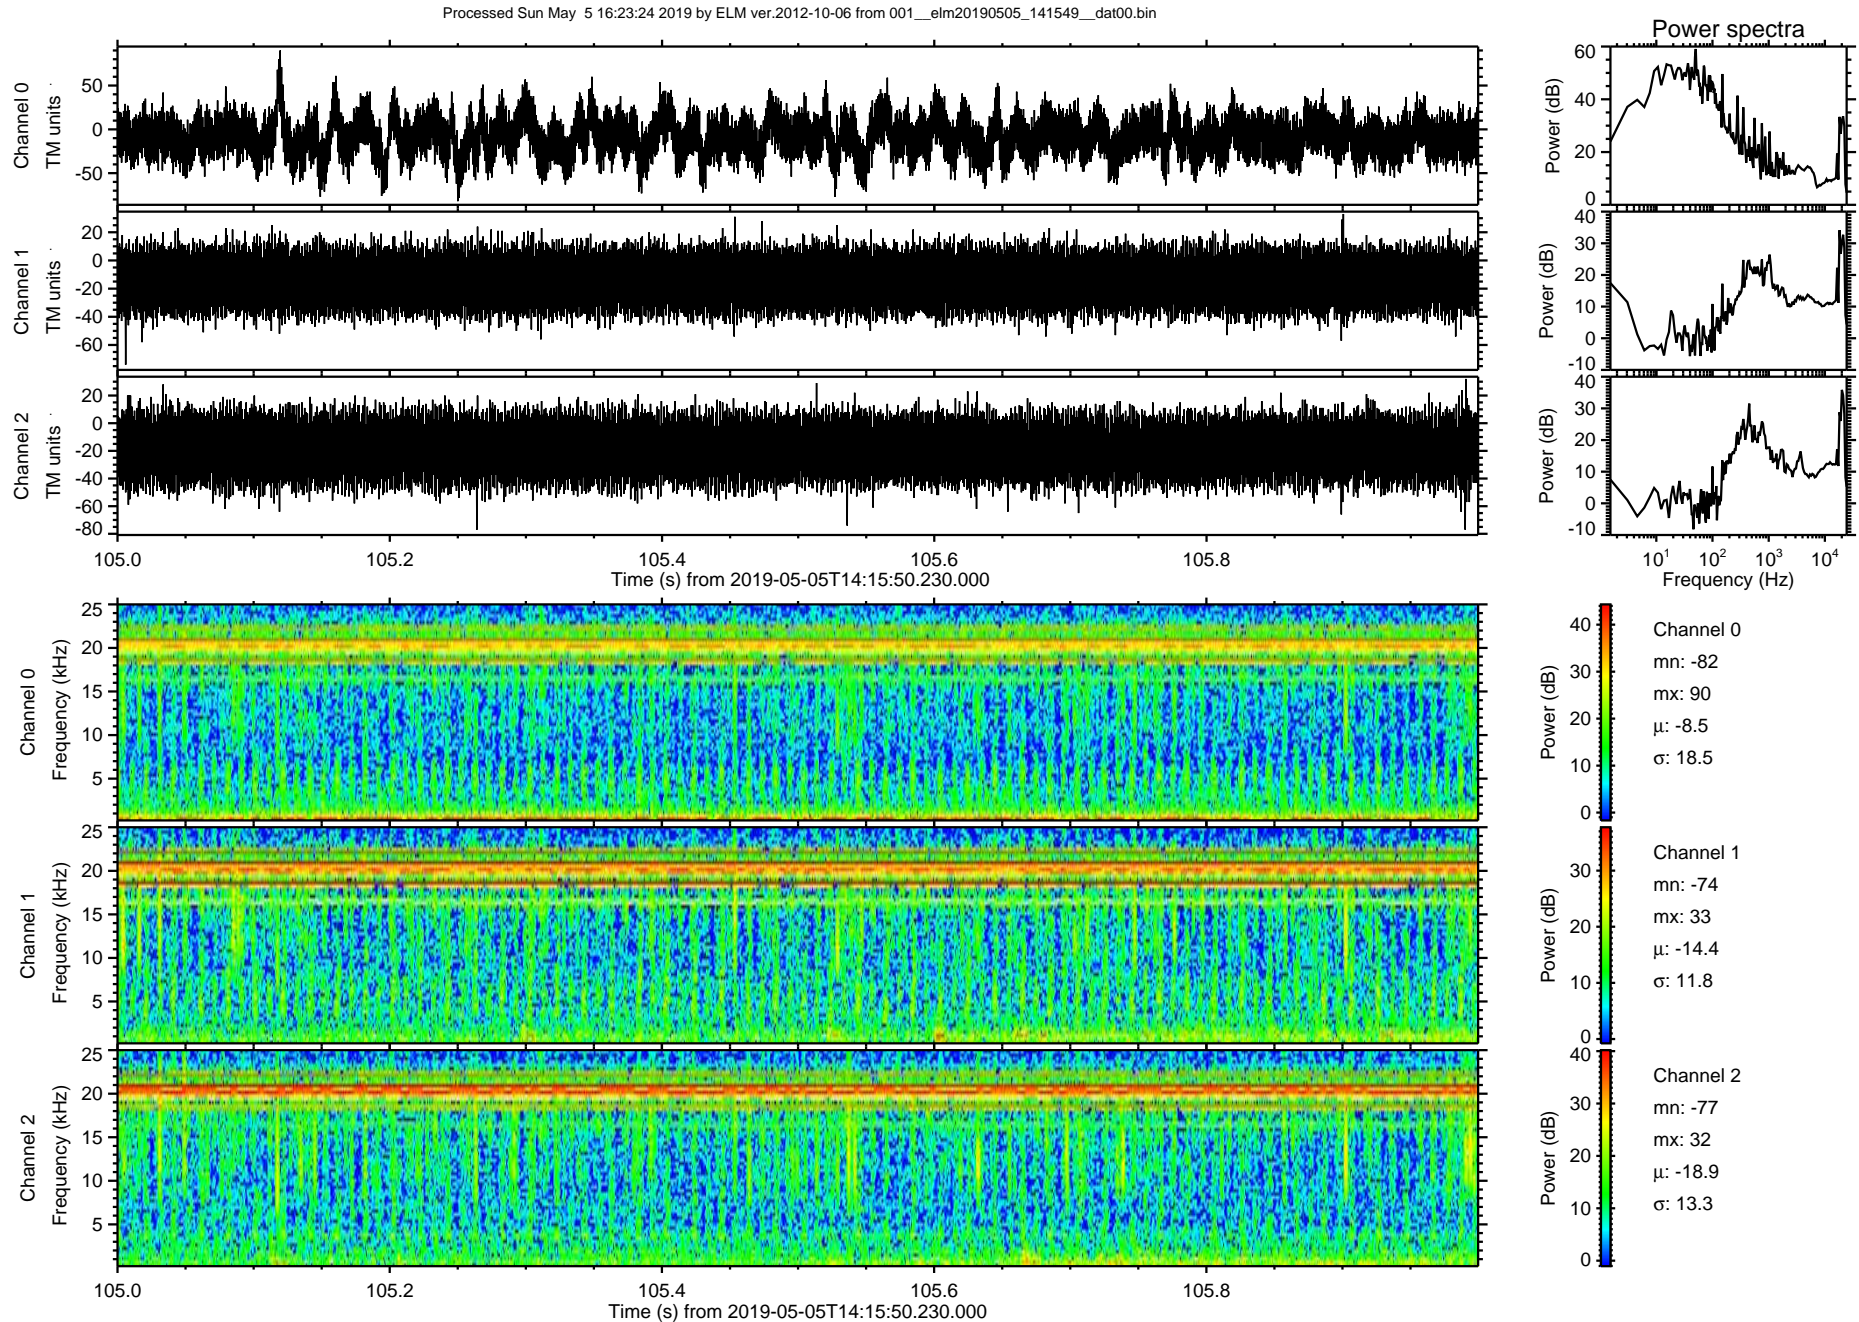 Processed Sun May  5 16:23:24 2019 by ELM ver.2012-10-06 from 001__elm20190505_141549__dat00.bin
Power spectra
Channel 0
TM units
50
0
-50
Power (dB)
60
40
20
0
Channel 1
TM units
20
0
-20
-40
-60
Power (dB)
40
30
20
10
0
-10
Channel 2
TM units
20
0
-20
-40
-60
-80
Power (dB)
40
30
20
10
0
-10
105.0 105.2 105.4 105.6 105.8
Time (s) from 2019-05-05T14:15:50.230.000
10^1 10^2 10^3 10^4
Frequency (Hz)
Channel 0
Frequency (kHz)
25
20
15
10
5
Power (dB)
40
30
20
10
0
Channel 0
mn: -82
mx: 90
μ: -8.5
σ: 18.5
Channel 1
Frequency (kHz)
25
20
15
10
5
Power (dB)
30
20
10
0
Channel 1
mn: -74
mx: 33
μ: -14.4
σ: 11.8
Channel 2
Frequency (kHz)
25
20
15
10
5
Power (dB)
40
30
20
10
0
Channel 2
mn: -77
mx: 32
μ: -18.9
σ: 13.3
105.0 105.2 105.4 105.6 105.8
Time (s) from 2019-05-05T14:15:50.230.000